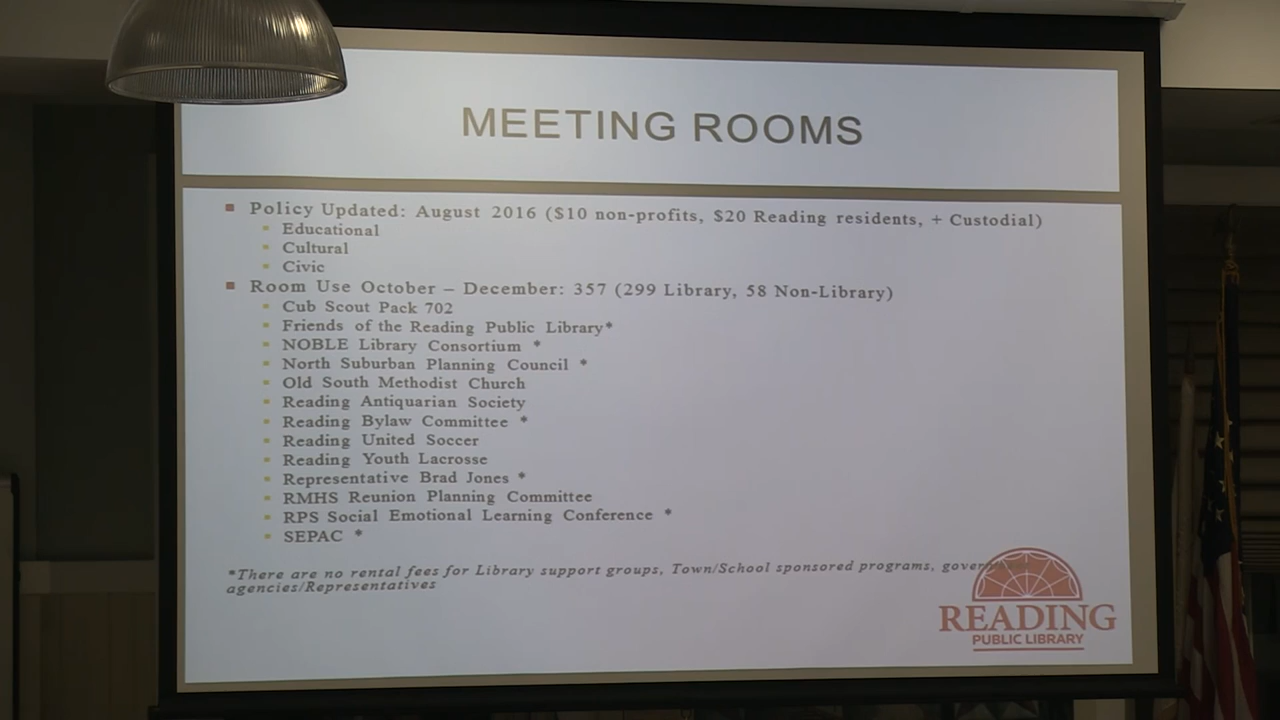 MEETING ROOMS
Policy Updated: August 2016 ($10 non-profits, $20 Reading residents, + Custodial)
Educational
Cultural
Civic
Room Use October – December: 357 (299 Library, 58 Non-Library)
Cub Scout Pack 702
Friends of the Reading Public Library*
NOBLE Library Consortium *
North Suburban Planning Council *
Old South Methodist Church
Reading Antiquarian Society
Reading Bylaw Committee *
Reading United Soccer
Reading Youth Lacrosse
Representative Brad Jones *
RMHS Reunion Planning Committee
RPS Social Emotional Learning Conference *
SEPAC *
*There are no rental fees for Library support groups, Town/School sponsored programs,
agencies/Representatives
READING
PUBLIC LIBRARY